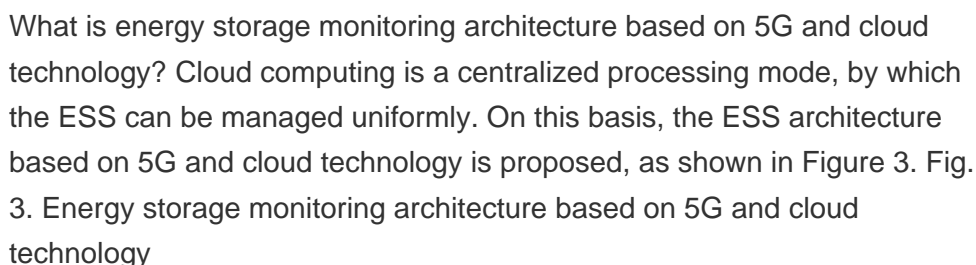 What is energy storage monitoring architecture based on 5G and cloud
technology? Cloud computing is a centralized processing mode, by which
the ESS can be managed uniformly. On this basis, the ESS architecture
based on 5G and cloud technology is proposed, as shown in Figure 3. Fig.
3. Energy storage monitoring architecture based on 5G and cloud
technology